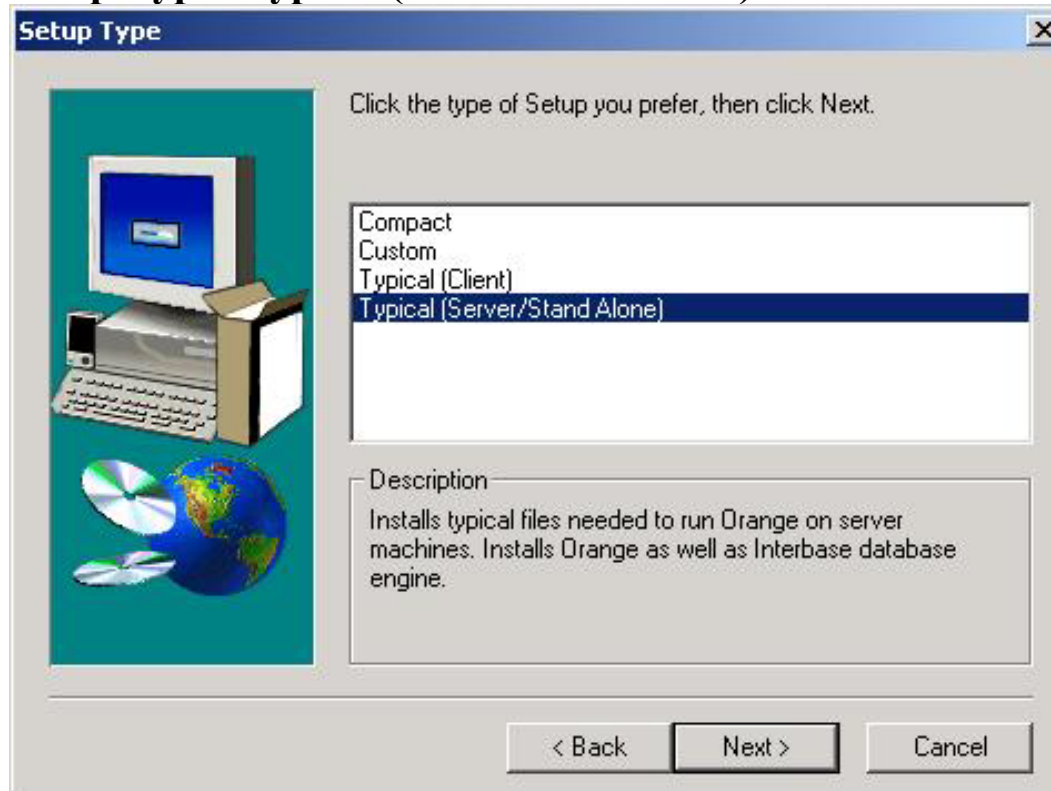 Setup Type
Click the type of Setup you prefer, then click Next.
Compact
Custom
Typical (Client)
Typical (Server/Stand Alone)
Description
Installs typical files needed to run Orange on server
machines. Installs Orange as well as Interbase database
engine.
< Back
Next >
Cancel